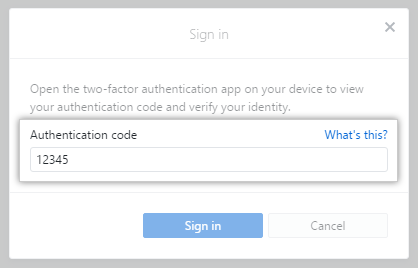 Sign in
Open the two-factor authentication app on your device to view
your authentication code and verify your identity.
Authentication code What's this?
12345
Sign in Cancel